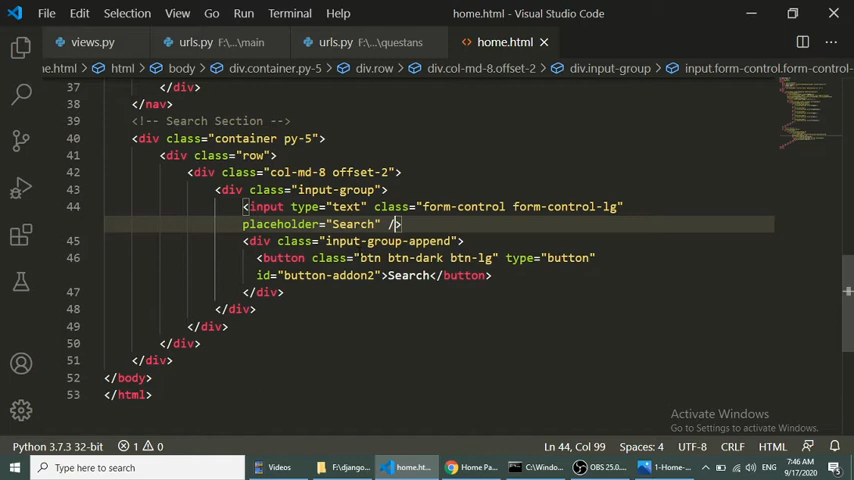 File Edit Selection View Go Run Terminal Help home.html - Visual Studio Code
views.py urls.py F:\...\main urls.py F:\...\questans home.html
me.html > html > body > div.container.py-5 > div.row > div.col-md-8.offset-2 > div.input-group > input.form-control.form-control-
37 </div>
38 </nav>
39 <!-- Search Section -->
40 <div class="container py-5">
41 <div class="row">
42 <div class="col-md-8 offset-2">
43 <div class="input-group">
44 <input type="text" class="form-control form-control-lg"
placeholder="Search" />
45 <div class="input-group-append">
46 <button class="btn btn-dark btn-lg" type="button"
id="button-addon2">Search</button>
47 </div>
48 </div>
49 </div>
50 </div>
51 </div>
52 </body>
53 </html>
Activate Windows
Go to Settings to activate Windows.
Python 3.7.3 32-bit 1 0 Ln 44, Col 99 Spaces: 4 UTF-8 CRLF HTML
Type here to search Videos F:\django... home.ht... Home Pa... C:\Windo... OBS 25.0.... 1-Home-... ENG 7:46 AM
9/17/2020 5